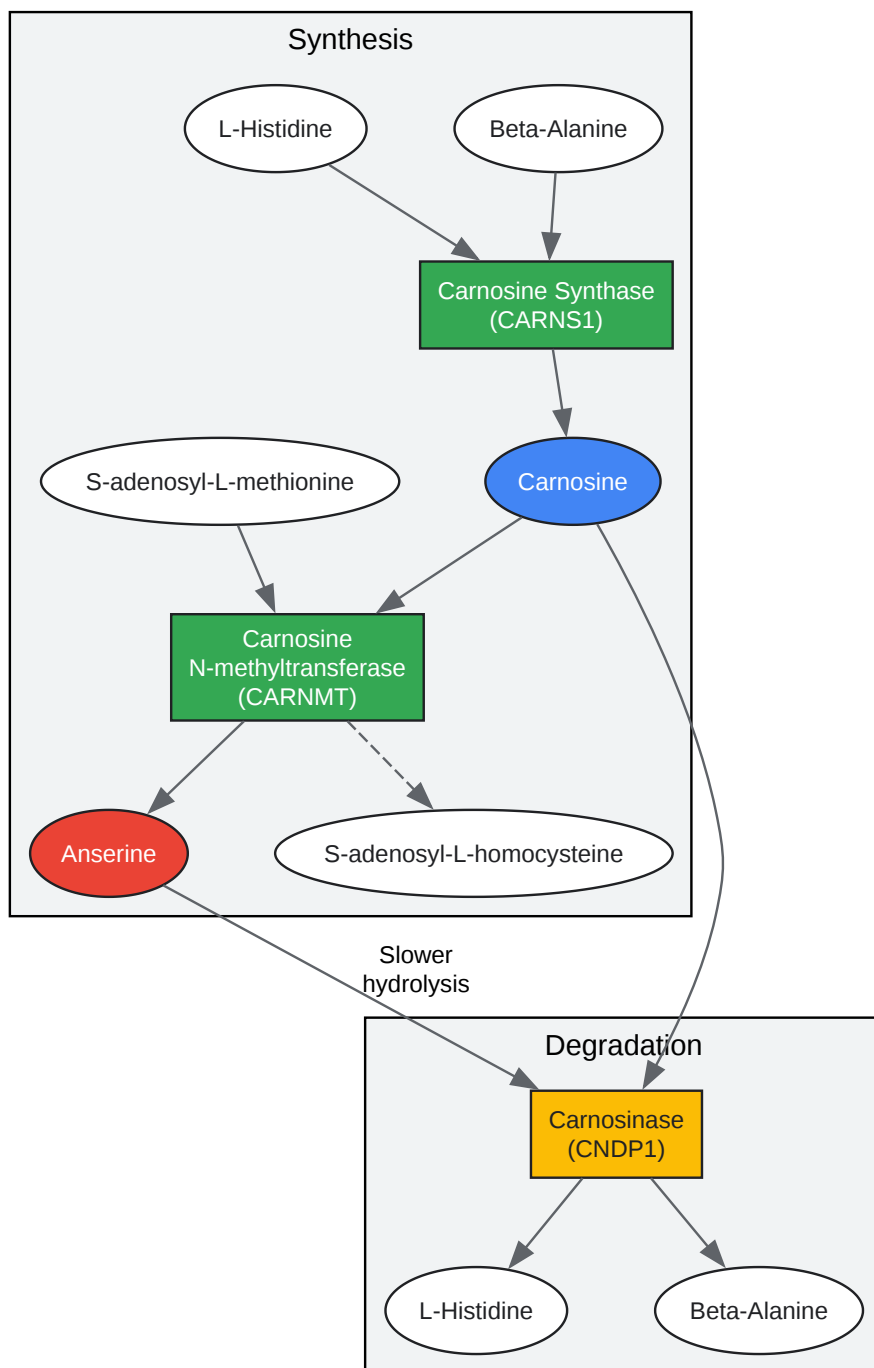 Synthesis
L-Histidine
Beta-Alanine
Carnosine Synthase
(CARNS1)
S-adenosyl-L-methionine
Carnosine
Carnosine
N-methyltransferase
(CARNMT)
Anserine
S-adenosyl-L-homocysteine
Slower
hydrolysis
Degradation
Carnosinase
(CNDP1)
L-Histidine
Beta-Alanine